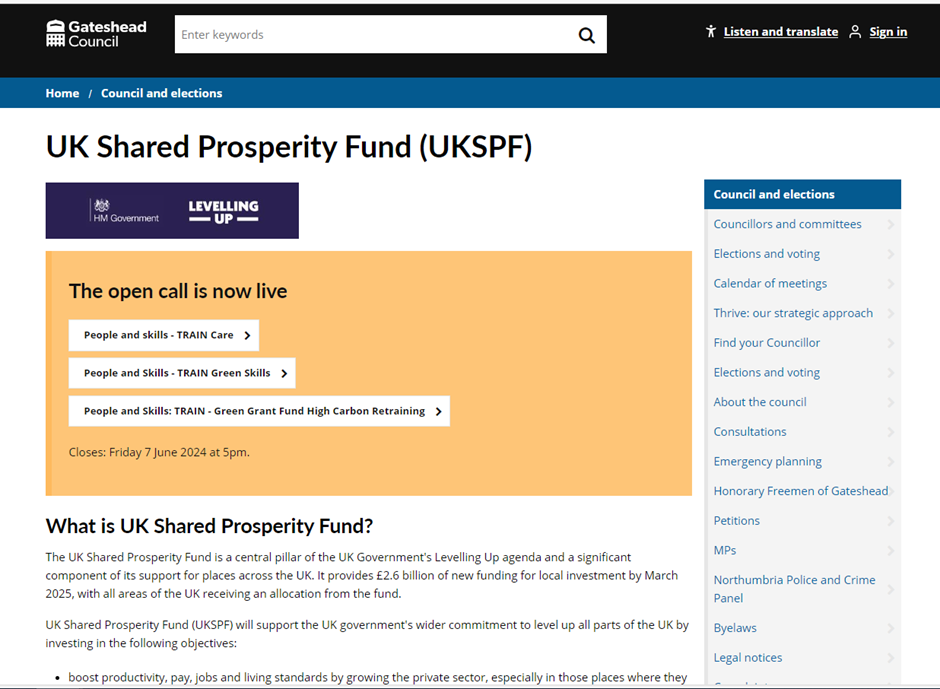 Gateshead
Council
Enter keywords
Listen and translate
Sign in
Home / Council and elections
UK Shared Prosperity Fund (UKSPF)
HM Government
LEVELLING
UP
The open call is now live
People and skills - TRAIN Care
People and Skills - TRAIN Green Skills
People and Skills: TRAIN - Green Grant Fund High Carbon Retraining
Closes: Friday 7 June 2024 at 5pm.
What is UK Shared Prosperity Fund?
The UK Shared Prosperity Fund is a central pillar of the UK Government's Levelling Up agenda and a significant
component of its support for places across the UK. It provides £2.6 billion of new funding for local investment by March
2025, with all areas of the UK receiving an allocation from the fund.
UK Shared Prosperity Fund (UKSPF) will support the UK government's wider commitment to level up all parts of the UK by
investing in the following objectives:
• boost productivity, pay, jobs and living standards by growing the private sector, especially in those places where they
Council and elections
Councillors and committees
Elections and voting
Calendar of meetings
Thrive: our strategic approach
Find your Councillor
Elections and voting
About the council
Consultations
Emergency planning
Honorary Freemen of Gateshead
Petitions
MPs
Northumbria Police and Crime
Panel
Byelaws
Legal notices